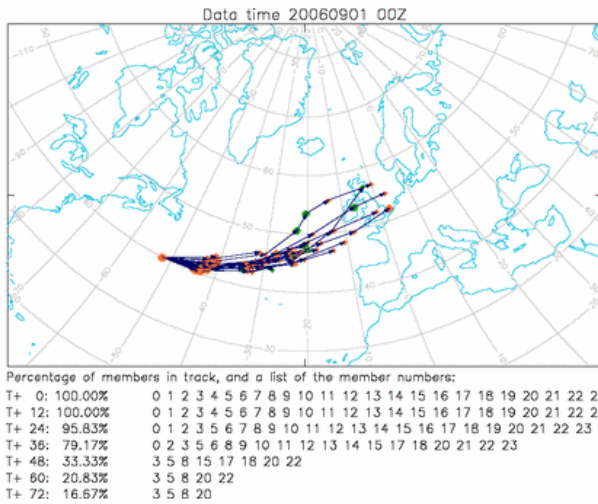 Data time 20060901 00Z
Percentage of members in track, and a list of the member numbers:
T+ 0: 100.00% 0 1 2 3 4 5 6 7 8 9 10 11 12 13 14 15 16 17 18 19 20 21 22 2
T+ 12: 100.00% 0 1 2 3 4 5 6 7 8 9 10 11 12 13 14 15 16 17 18 19 20 21 22 2
T+ 24: 95.83% 0 1 2 3 5 6 7 8 9 10 11 12 13 14 15 16 17 18 19 20 21 22 23
T+ 36: 79.17% 0 2 3 5 6 8 9 10 11 12 13 14 15 17 18 20 21 22 23
T+ 48: 33.33% 3 5 8 15 17 18 20 22
T+ 60: 20.83% 3 5 8 20 22
T+ 72: 16.67% 3 5 8 20